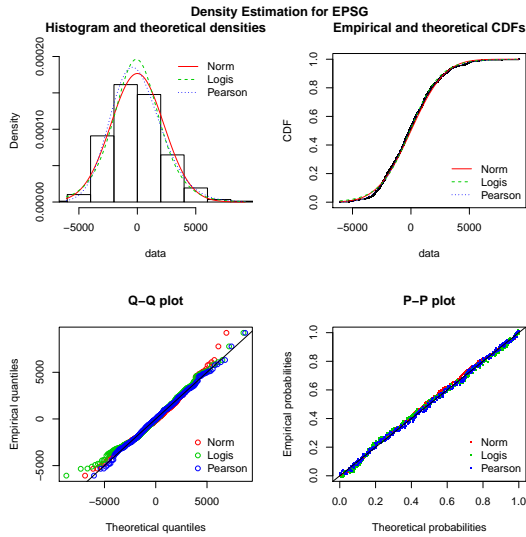 Density Estimation for EPSG
Histogram and theoretical densities
Density
0.00000
0.00010
0.00020
Norm
Logis
Pearson
−5000
0
5000
data
Empirical and theoretical CDFs
CDF
0.0
0.2
0.4
0.6
0.8
1.0
Norm
Logis
Pearson
−5000
0
5000
data
Q−Q plot
Empirical quantiles
−5000
0
5000
Norm
Logis
Pearson
−5000
0
5000
Theoretical quantiles
P−P plot
Empirical probabilities
0.0
0.2
0.4
0.6
0.8
1.0
Norm
Logis
Pearson
0.0
0.2
0.4
0.6
0.8
1.0
Theoretical probabilities